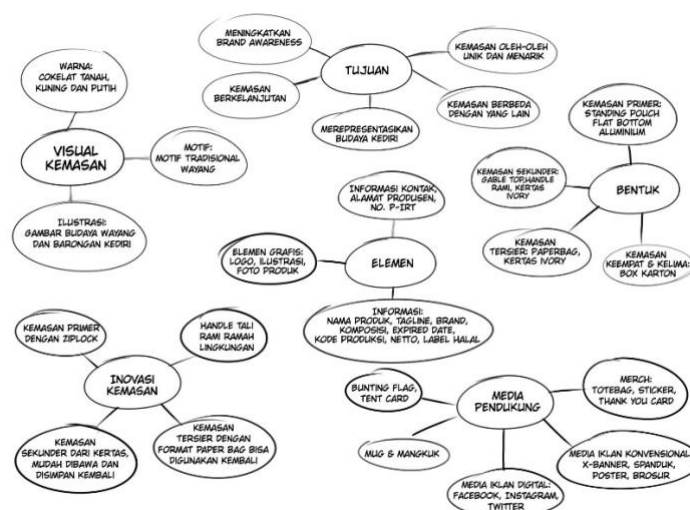 MENINGKATKAN
BRAND AWARENESS
TUJUAN
KEMASAN OLEH-OLEH
UNIK DAN MENARIK
KEMASAN
BERKELANJUTAN
KEMASAN BERBEDA
DENGAN YANG LAIN
MEREPRESENTASIKAN
BUDAYA KEDIRI
WARNA:
COKELAT TANAH,
KUNING DAN PUTIH
VISUAL
KEMASAN
MOTIF:
MOTIF TRADISIONAL
WAYANG
ILUSTRASI:
GAMBAR BUDAYA WAYANG
DAN BARONGAN KEDIRI
KEMASAN PRIMER:
STANDING POUCH
FLAT BOTTOM
ALUMINIUM
KEMASAN SEKUNDER:
GABLE TOP,HANDLE
RAMI, KERTAS
IVORY
BENTUK
KEMASAN
TERSIER: PAPERBAG,
KERTAS IVORY
KEMASAN
KEEMPAT & KELIMA:
BOX KARTON
INFORMASI KONTAK,
ALAMAT PRODUSEN,
NO. P-IRT
ELEMEN GRAFIS:
LOGO, ILUSTRASI,
FOTO PRODUK
ELEMEN
INFORMASI:
NAMA PRODUK, TAGLINE, BRAND,
KOMPOSISI, EXPIRED DATE,
KODE PRODUKSI, NETTO, LABEL HALAL
KEMASAN PRIMER
DENGAN ZIPLOCK
HANDLE TALI
RAMI RAMAH
LINGKUNGAN
INOVASI
KEMASAN
KEMASAN
SEKUNDER DARI KERTAS,
MUDAH DIBAWA DAN
DISIMPAN KEMBALI
KEMASAN
TERSIER DENGAN
FORMAT PAPER BAG BISA
DIGUNAKAN KEMBALI
BUNTING FLAG,
TENT CARD
MEDIA
PENDUKUNG
MERCH:
TOTEBAG, STICKER,
THANK YOU CARD
MUG & MANGKUK
MEDIA IKLAN DIGITAL:
FACEBOOK, INSTAGRAM,
TWITTER
MEDIA IKLAN KONVENSIONAL
X-BANNER, SPANDUK,
POSTER, BROSUR